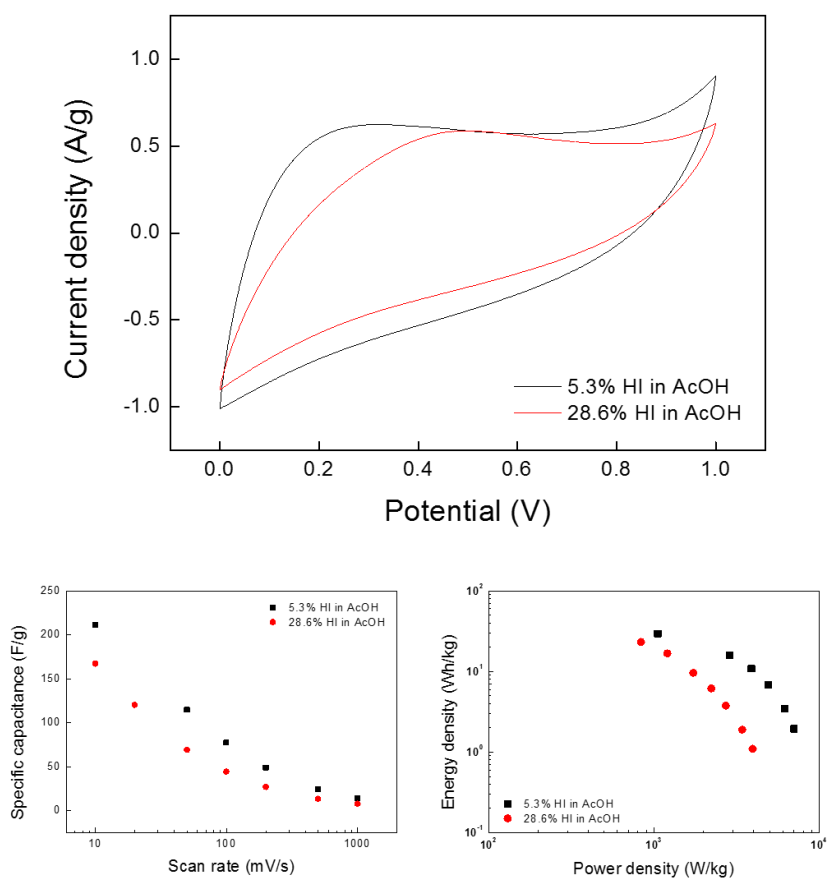 Current density (A/g)
1.0
0.5
0.0
-0.5
-1.0
5.3% HI in AcOH
28.6% HI in AcOH
0.0 0.2 0.4 0.6 0.8 1.0
Potential (V)
Specific capacitance (F/g)
250
200
150
100
50
0
5.3% HI in AcOH
28.6% HI in AcOH
10 100 1000
Scan rate (mV/s)
Energy density (Wh/kg)
10²
10¹
10⁰
10⁻¹
5.3% HI in AcOH
28.6% HI in AcOH
10² 10³ 10⁴
Power density (W/kg)